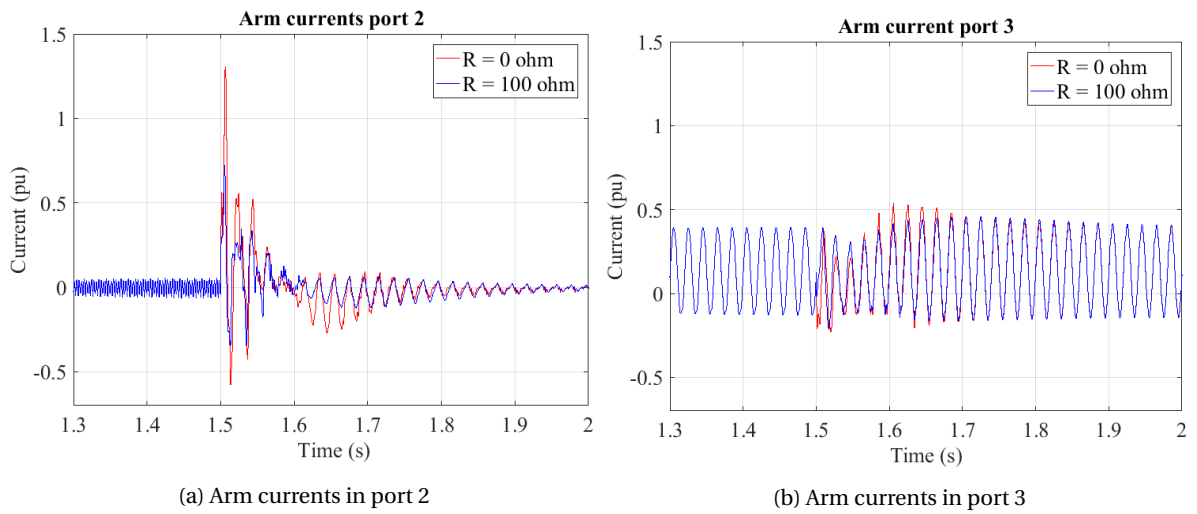 Arm currents port 2
1.5
1
0.5
0
-0.5
Current (pu)
R = 0 ohm
R = 100 ohm
1.3 1.4 1.5 1.6 1.7 1.8 1.9 2
Time (s)
(a) Arm currents in port 2
Arm current port 3
1.5
1
0.5
0
-0.5
Current (pu)
R = 0 ohm
R = 100 ohm
1.3 1.4 1.5 1.6 1.7 1.8 1.9 2
Time (s)
(b) Arm currents in port 3